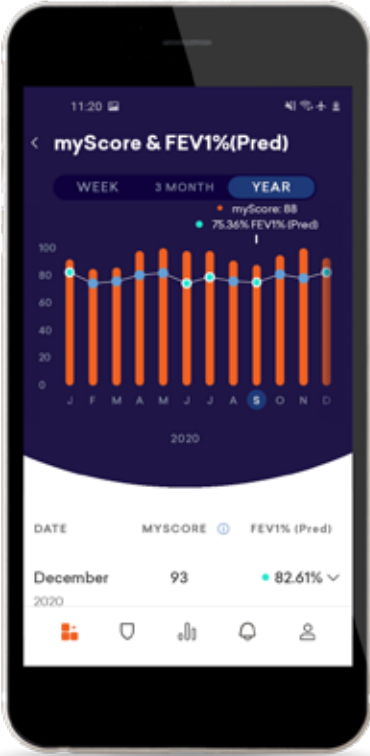 11:20
myScore & FEV1%(Pred)
WEEK 3 MONTH YEAR
myScore: 88
75.36% FEV1% (Pred)
100
80
60
40
20
0
J F M A M J J A S O N D
2020
DATE MYSCORE FEV1% (Pred)
December 93 82.61%
2020